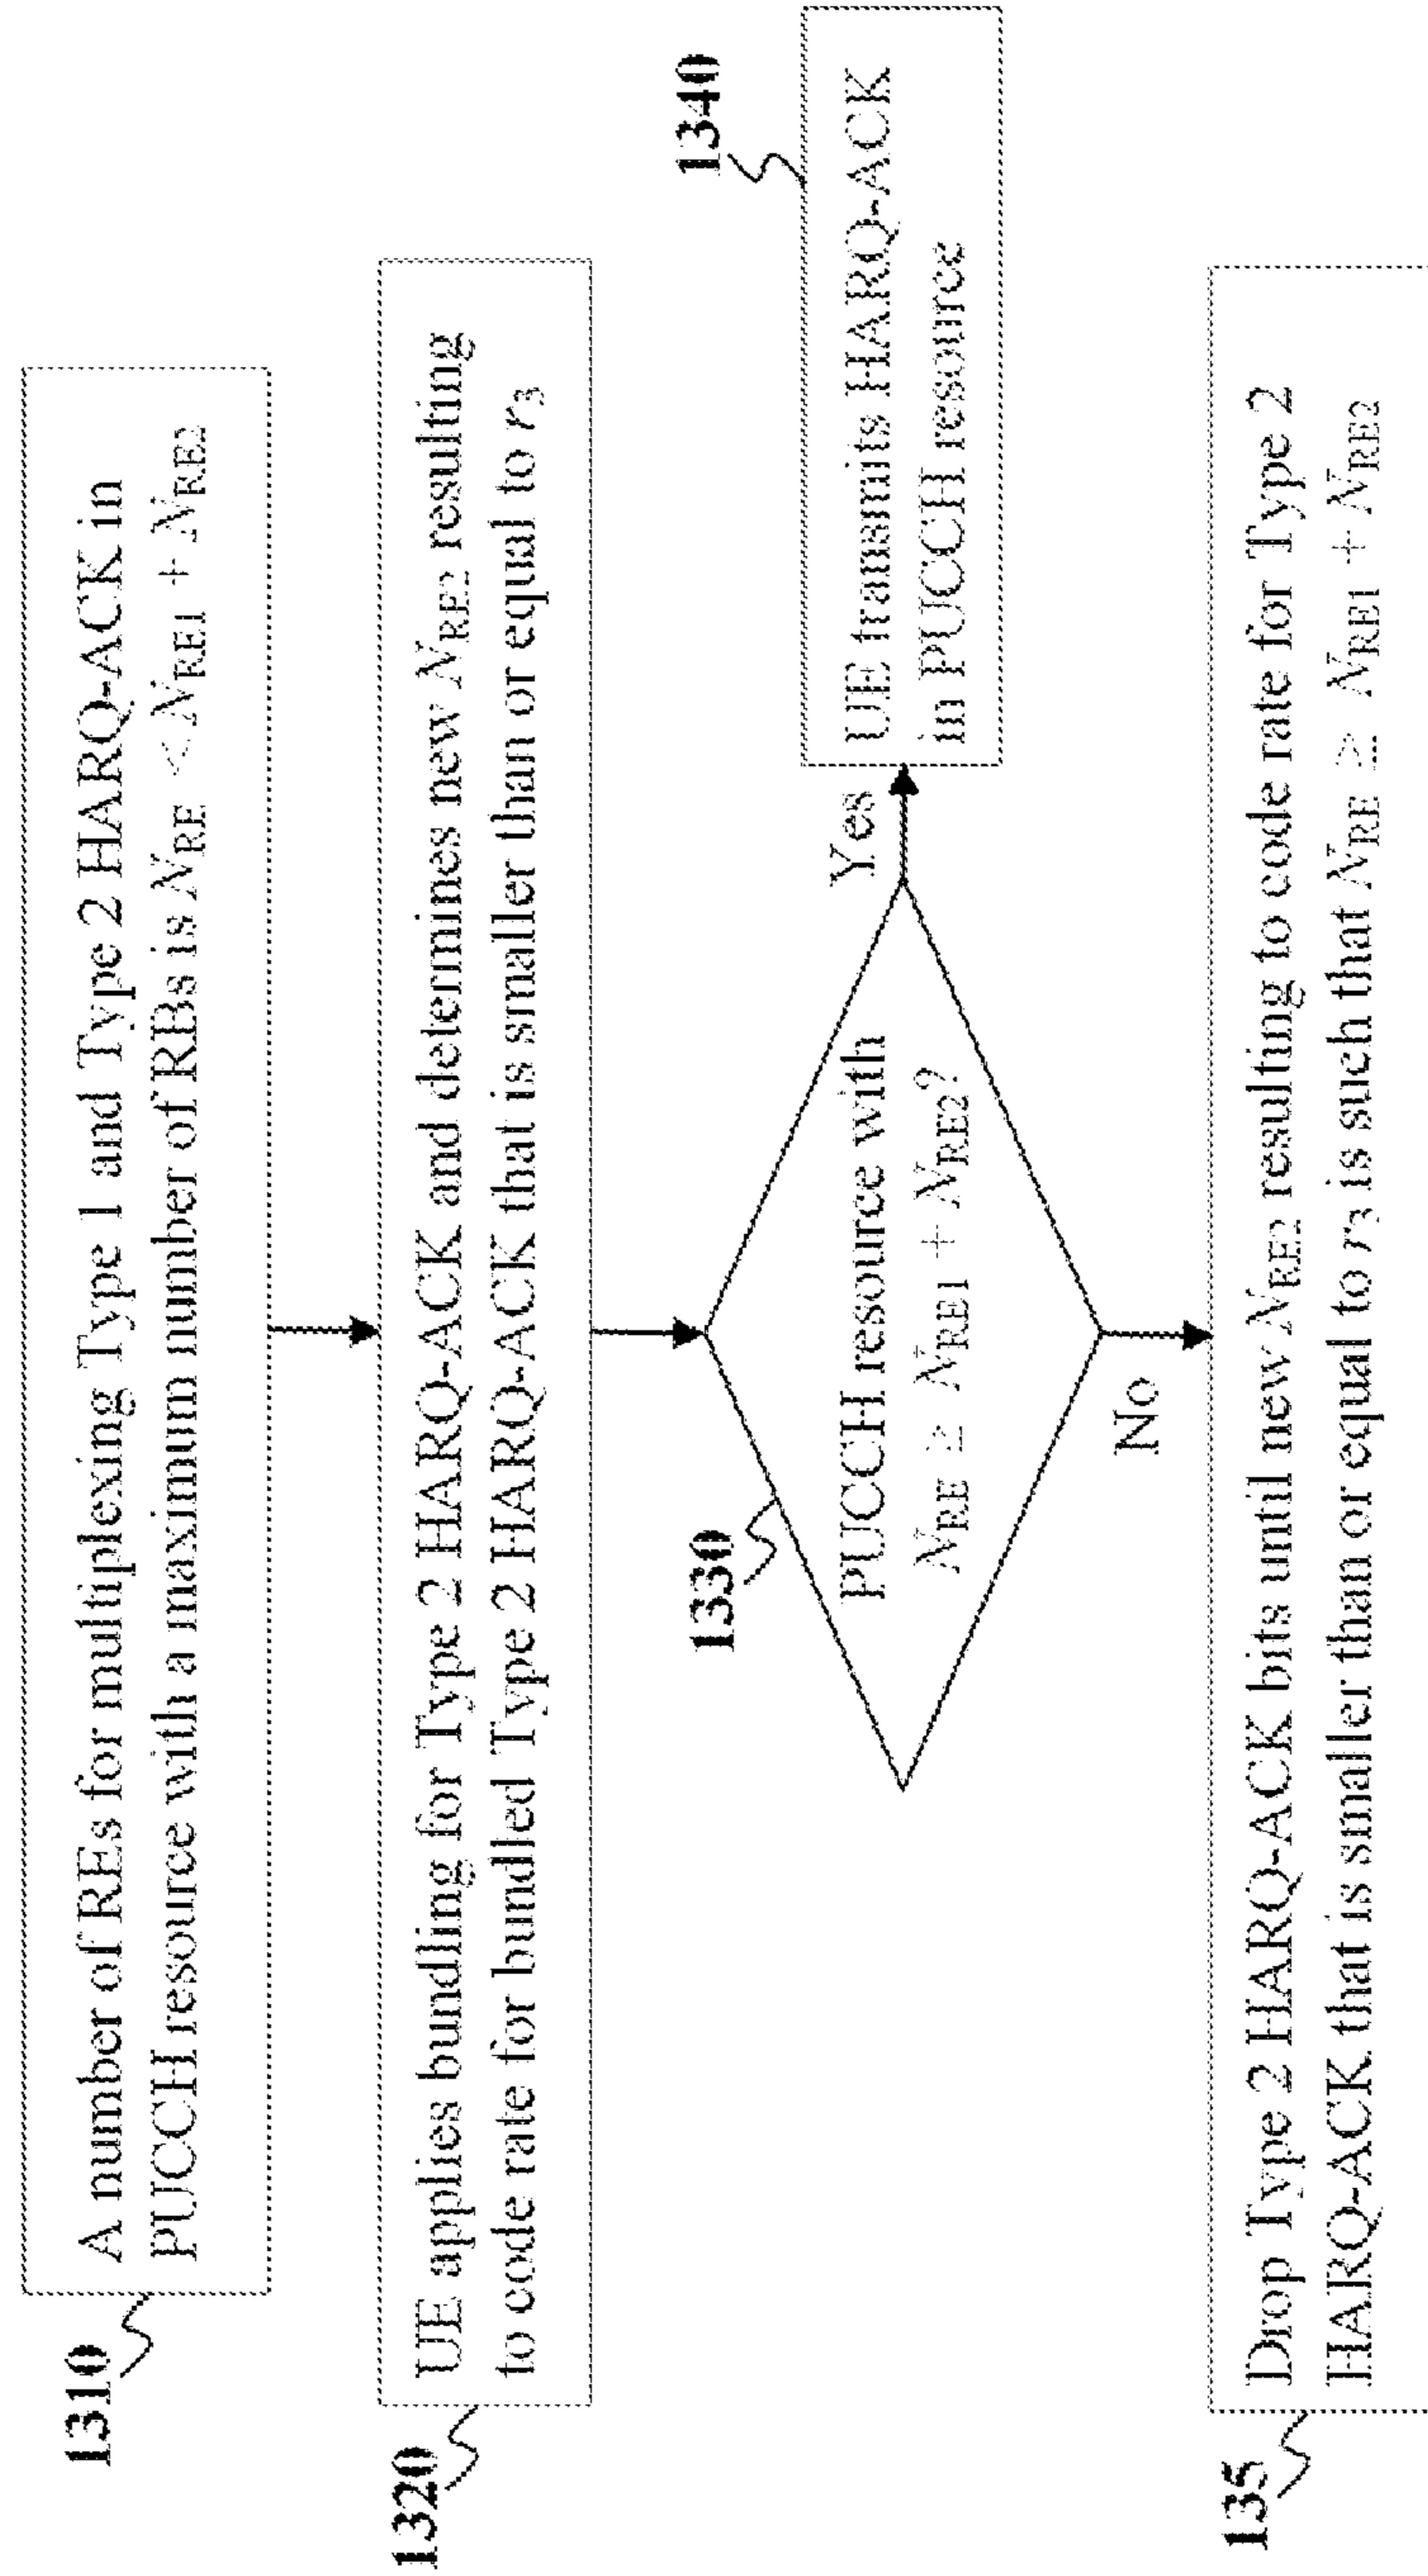 1310
A number of REs for multiplexing Type 1 and Type 2 HARQ-ACK in
PUCCH resource with a maximum number of RBs is NRE < NRE1 + NRE2
1320
UE applies bundling for Type 2 HARQ-ACK and determines new NRE2 resulting
to code rate for bundled Type 2 HARQ-ACK that is smaller than or equal to r3
1330
PUCCH resource with
NRE ≥ NRE1 + NRE2?
Yes
1340
UE transmits HARQ-ACK
in PUCCH resource
No
135
Drop Type 2 HARQ-ACK bits until new NRE2 resulting to code rate for Type 2
HARQ-ACK that is smaller than or equal to r3 is such that NRE ≥ NRE1 + NRE2